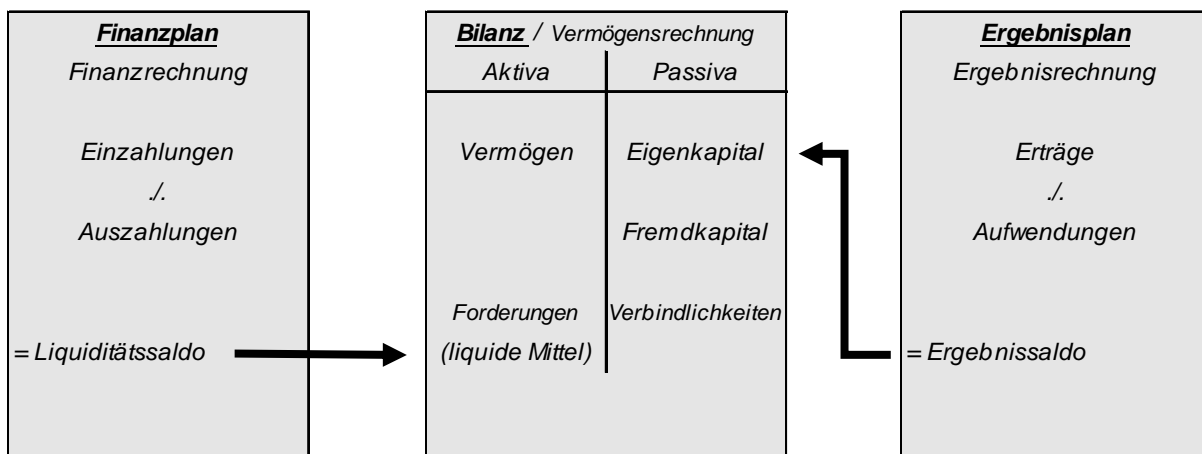 Finanzplan
Finanzrechnung
Einzahlungen
./.
Auszahlungen
= Liquiditätssaldo
Bilanz / Vermögensrechnung
Aktiva Passiva
Vermögen Eigenkapital
Fremdkapital
Forderungen Verbindlichkeiten
(liquide Mittel)
Ergebnisplan
Ergebnisrechnung
Erträge
./.
Aufwendungen
= Ergebnissaldo